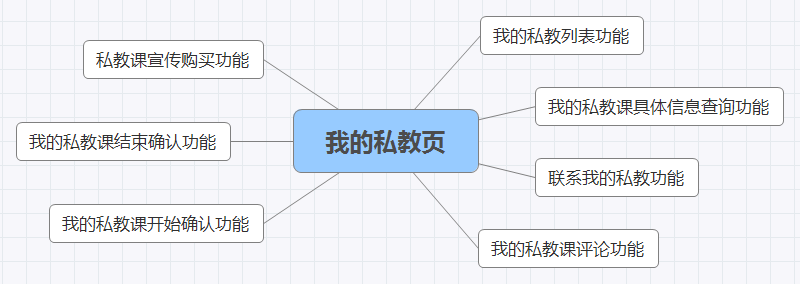 我的私教列表功能
私教课宣传购买功能
我的私教课具体信息查询功能
我的私教课结束确认功能
我的私教页
联系我的私教功能
我的私教课开始确认功能
我的私教课评论功能